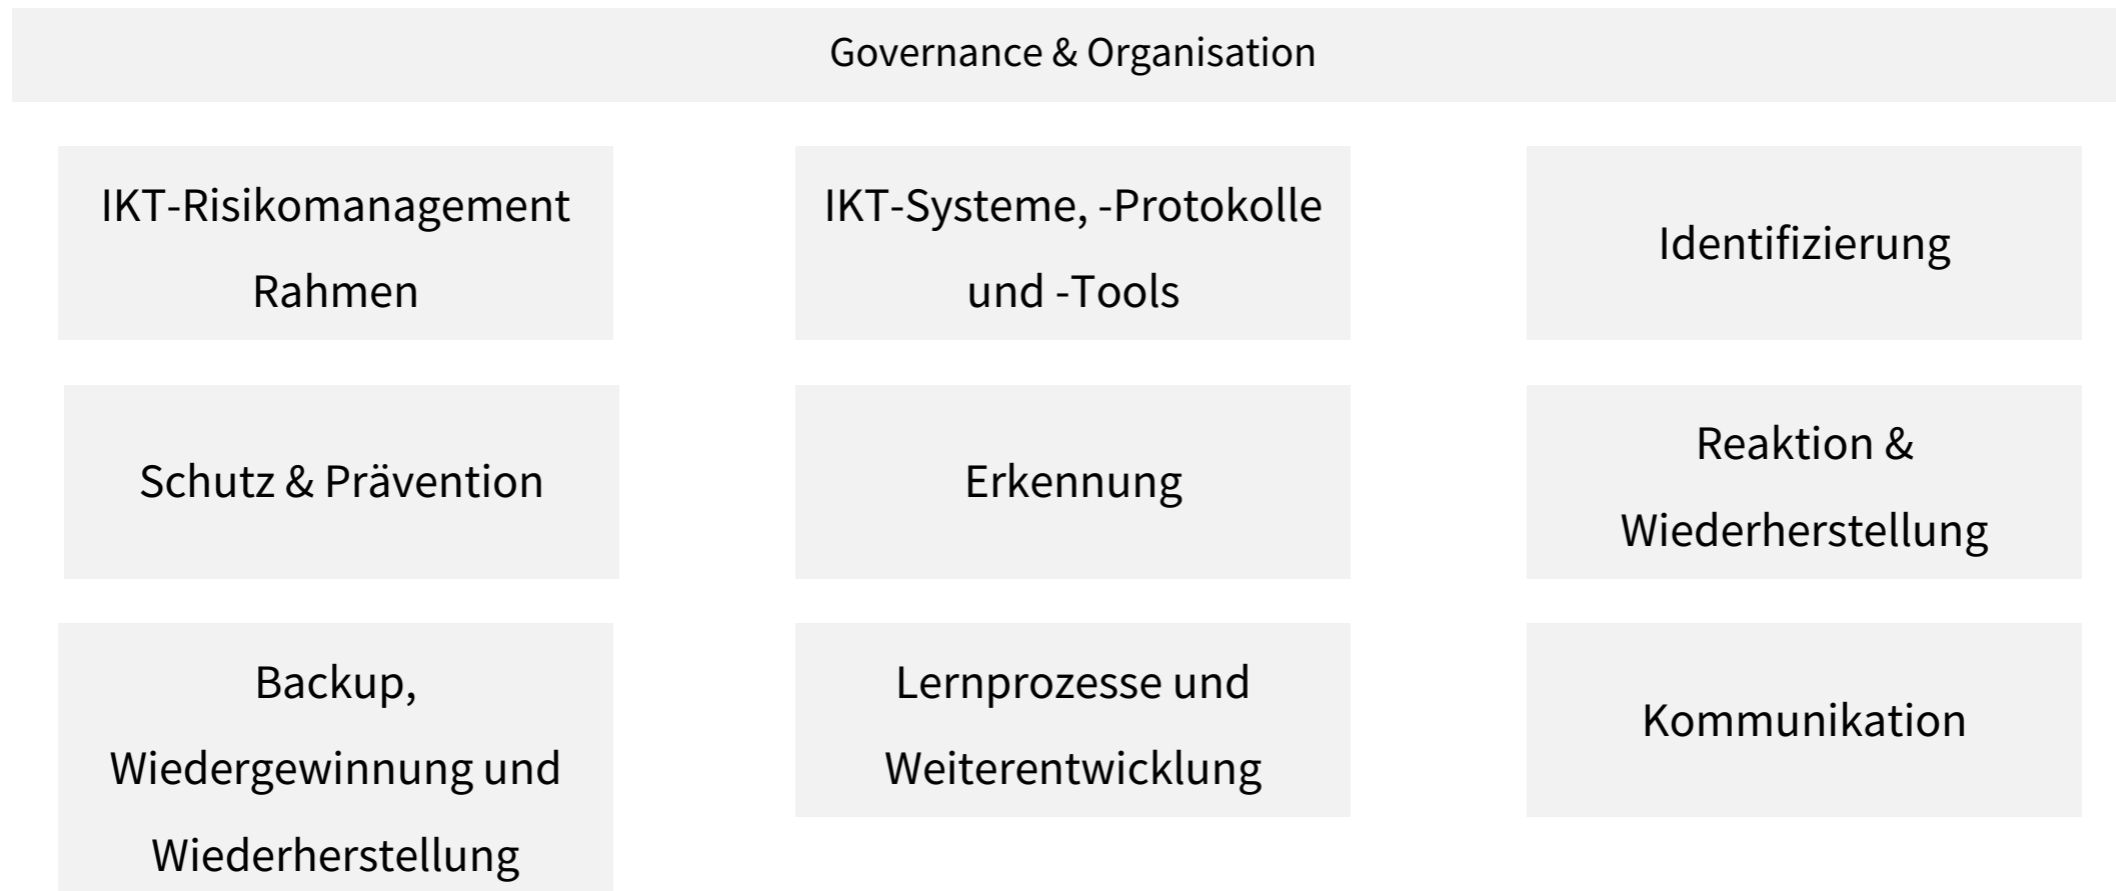 Governance & Organisation
IKT-Risikomanagement
Rahmen
IKT-Systeme, -Protokolle
und -Tools
Identifizierung
Schutz & Prävention
Erkennung
Reaktion &
Wiederherstellung
Backup,
Wiedergewinnung und
Wiederherstellung
Lernprozesse und
Weiterentwicklung
Kommunikation